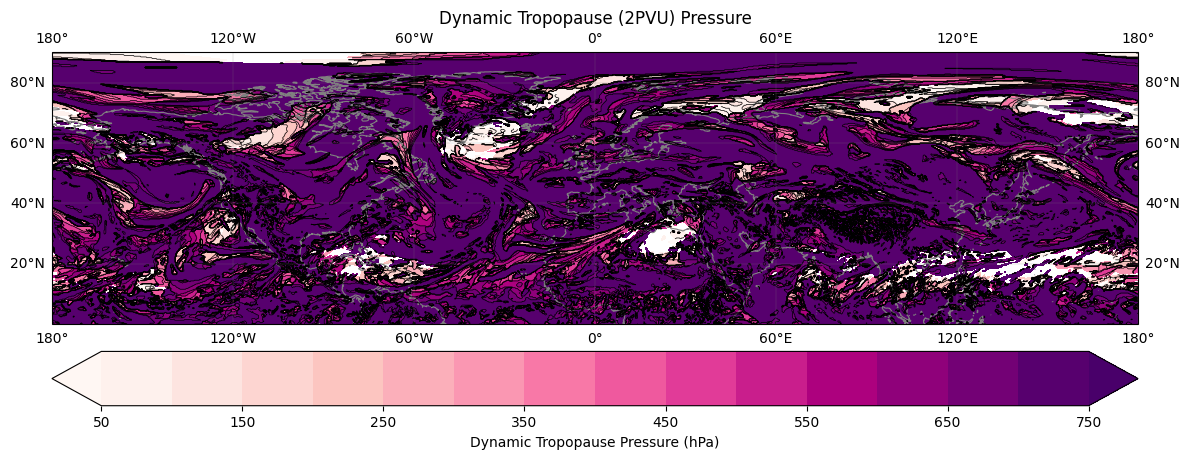 Dynamic Tropopause (2PVU) Pressure
180° 120°W 60°W 0° 60°E 120°E 180°
80°N 80°N
60°N 60°N
40°N 40°N
20°N 20°N
180° 120°W 60°W 0° 60°E 120°E 180°
50 150 250 350 450 550 650 750
Dynamic Tropopause Pressure (hPa)